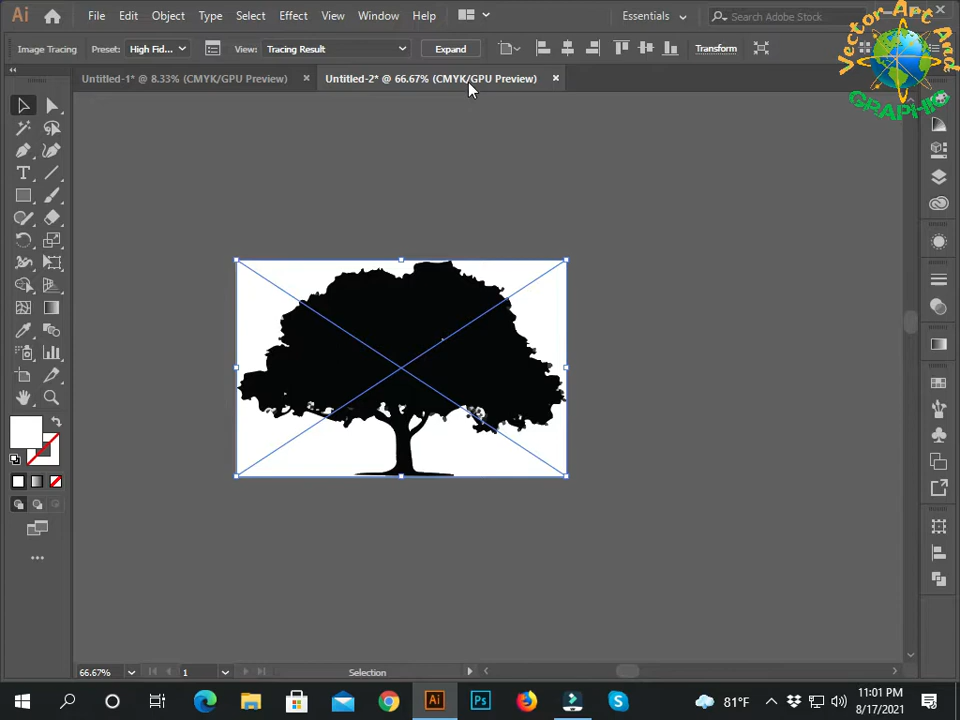 Ai File Edit Object Type Select Effect View Window Help Essentials Search Adobe Stock
Image Tracing Preset: High Fid... View: Tracing Result Expand Transform
Untitled-1* @ 8.33% (CMYK/GPU Preview) × Untitled-2* @ 66.67% (CMYK/GPU Preview) ×
Vector Art And
GRAPHIC
T
66.67% 1 Selection
Ai Ps S 81°F 11:01 PM
8/17/2021